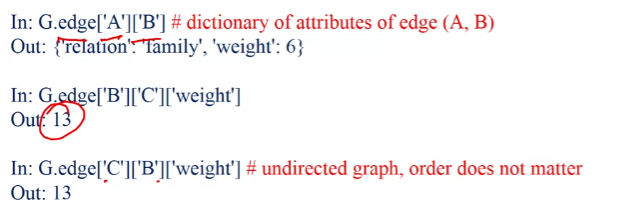 In: G.edge['A']['B'] # dictionary of attributes of edge (A, B)
Out: {'relation': 'family', 'weight': 6}
In: G.edge['B']['C']['weight']
Out: 13
In: G.edge['C']['B']['weight'] # undirected graph, order does not matter
Out: 13